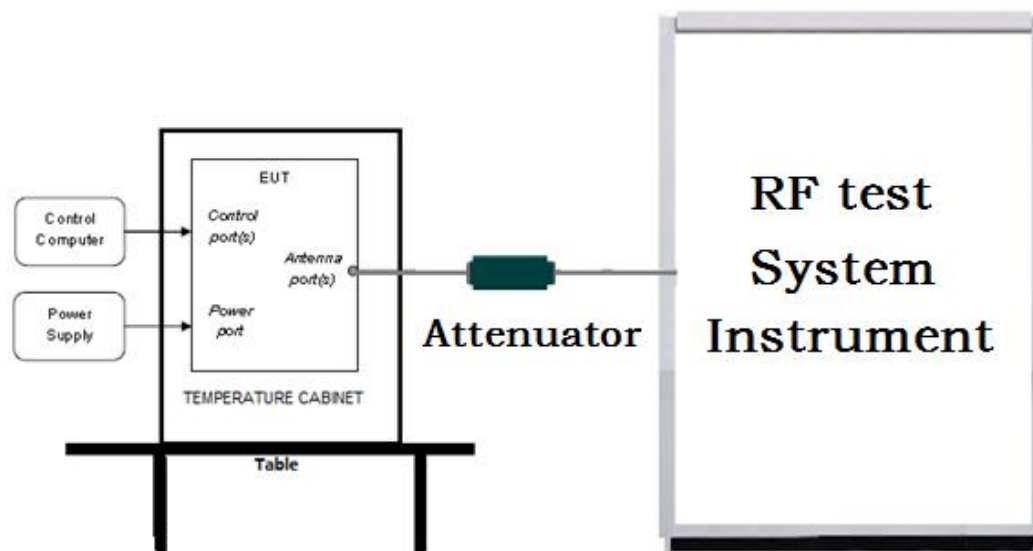 Control
Computer
Power
Supply
EUT
Control
port(s)
Antenna
port(s)
Power
port
TEMPERATURE CABINET
Table
Attenuator
RF test
System
Instrument